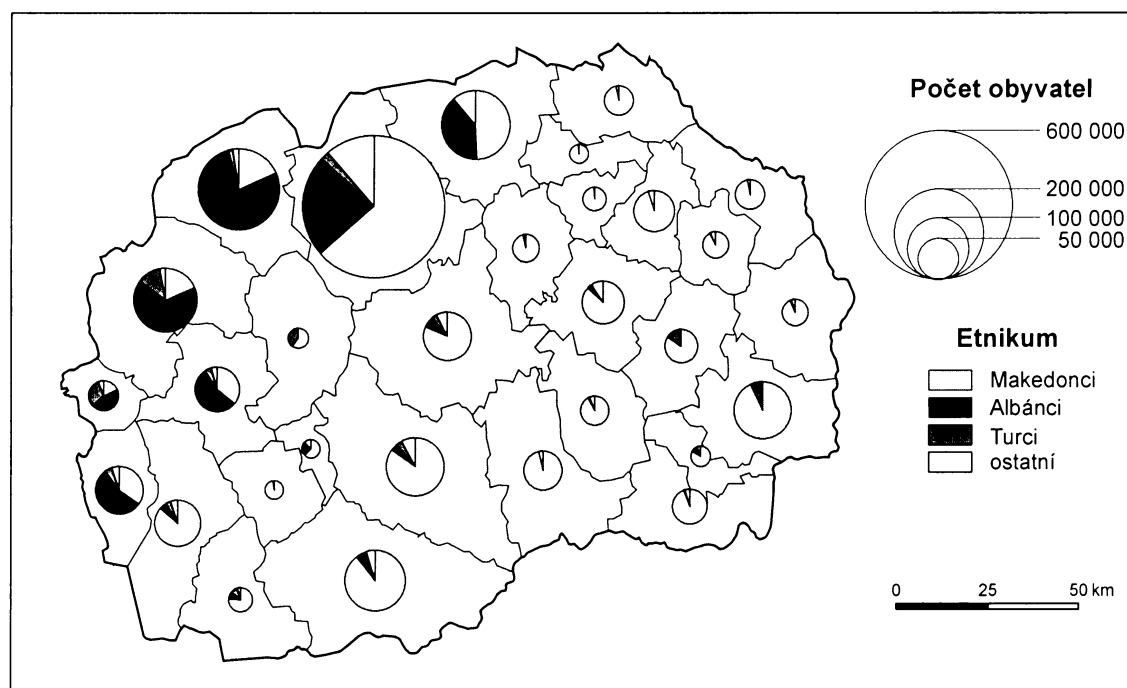 Počet obyvatel
600 000
200 000
100 000
50 000
Etnikum
Makedonci
Albánci
Turci
ostatní
0 25 50 km